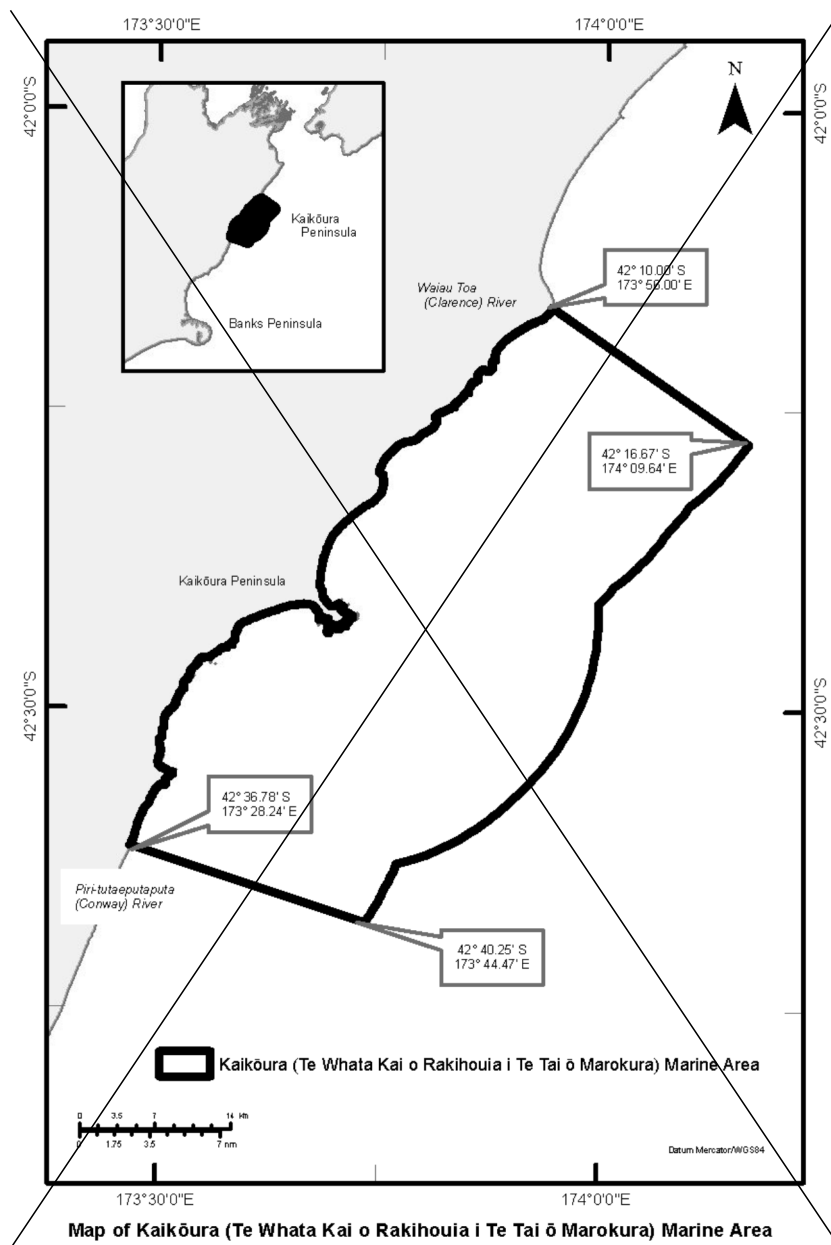 173°30'0"E
174°0'0"E
42°0'0"S
42°0'0"S
N
Kaikōura
Peninsula
Banks Peninsula
Waiau Toa
(Clarence) River
42° 10.00' S
173° 56.00' E
42° 16.67' S
174° 09.64' E
Kaikōura Peninsula
42°30'0"S
42°30'0"S
42° 36.78' S
173° 28.24' E
Piri-tutaeputaputa
(Conway) River
42° 40.25' S
173° 44.47' E
Kaikōura (Te Whata Kai o Rakihouia i Te Tai ō Marokura) Marine Area
0 3.5 7 14 km
0 1.75 3.5 7 nm
Datum Mercator/WGS84
173°30'0"E
174°0'0"E
Map of Kaikōura (Te Whata Kai o Rakihouia i Te Tai ō Marokura) Marine Area